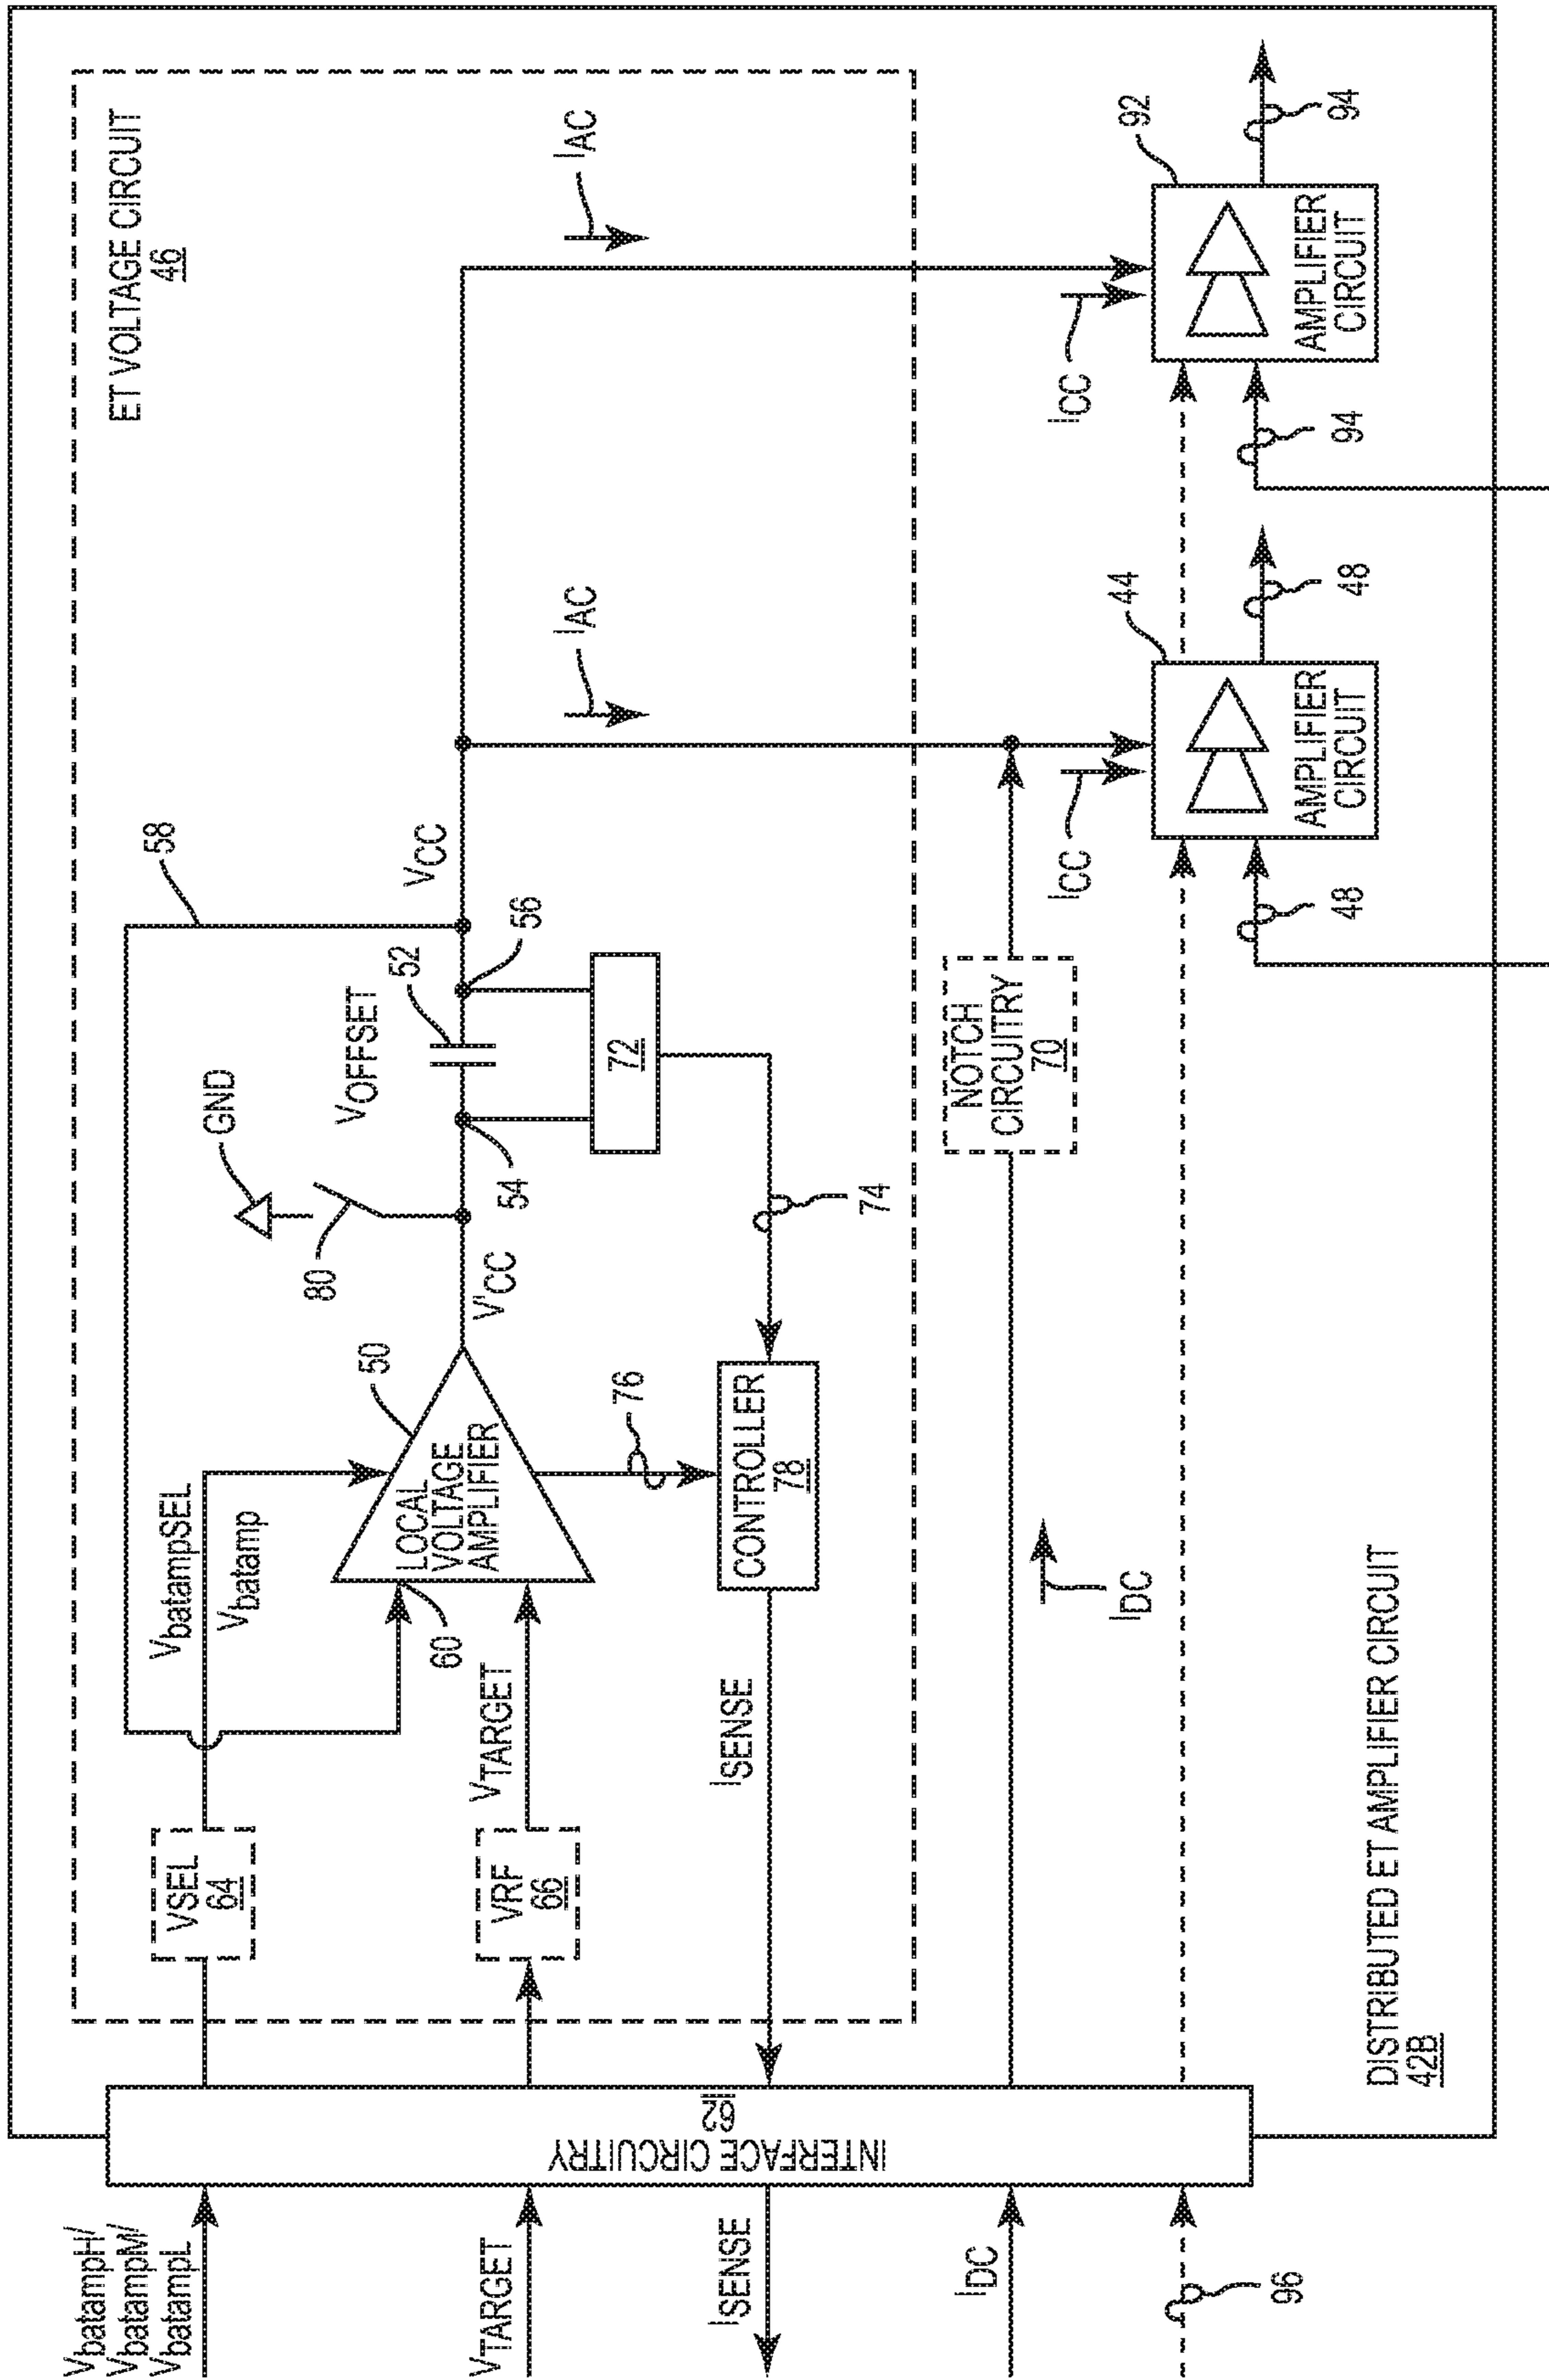 DISTRIBUTED ET AMPLIFIER CIRCUIT
42B
ET VOLTAGE CIRCUIT
46
VbatampH/
VbatampM/
VbatampL
VTARGET
ISENSE
IDC
96
INTERFACE CIRCUITRY
62
VSEL
64
VRF
66
VbatampSEL
Vbatamp
VTARGET
ISENSE
60
LOCAL
VOLTAGE
AMPLIFIER
50
76
CONTROLLER
78
V'CC
80
GND
54
VOFFSET
52
56
72
74
58
VCC
IAC
IAC
IDC
NOTCH
CIRCUITRY
70
ICC
44
AMPLIFIER
CIRCUIT
48
48
ICC
92
AMPLIFIER
CIRCUIT
94
94